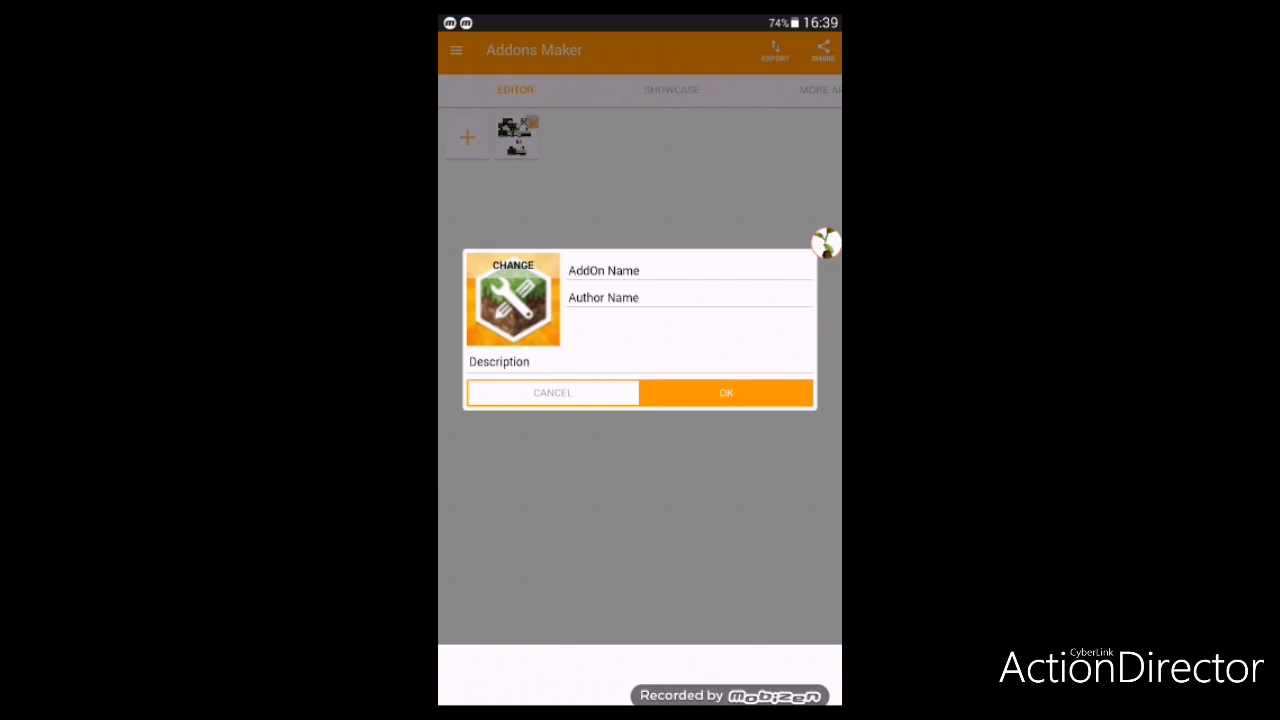 74% 16:39
Addons Maker
EXPORT
SHARE
EDITOR
SHOWCASE
MORE AP
CHANGE
AddOn Name
Author Name
Description
CANCEL
OK
CyberLink
ActionDirector
Recorded by mobizen